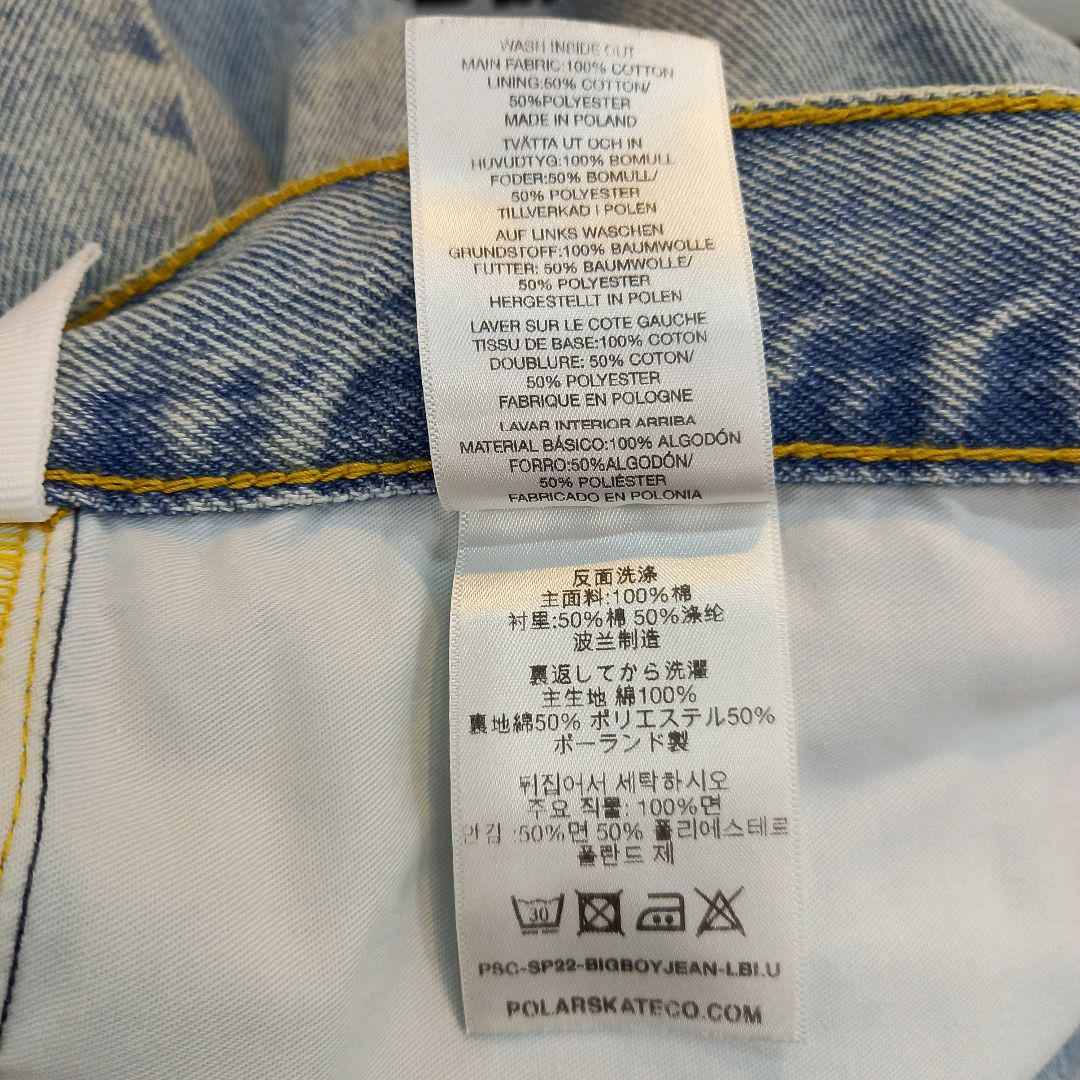 WASH INSIDE OUT
MAIN FABRIC:100% COTTON
LINING:50% COTTON/
50%POLYESTER
MADE IN POLAND
TVÄTTA UT OCH IN
HUVUDTYG:100% BOMULL
FODER:50% BOMULL/
50% POLYESTER
TILLVERKAD I POLEN
AUF LINKS WASCHEN
GRUNDSTOFF:100% BAUMWOLLE
FUTTER: 50% BAUMWOLLE/
50% POLYESTER
HERGESTELLT IN POLEN
LAVER SUR LE COTE GAUCHE
TISSU DE BASE:100% COTON
DOUBLURE: 50% COTON/
50% POLYESTER
FABRIQUE EN POLOGNE
LAVAR INTERIOR ARRIBA
MATERIAL BÁSICO:100% ALGODÓN
FORRO:50%ALGODÓN/
50% POLIÉSTER
FABRICADO EN POLONIA
反面洗涤
主面料:100%棉
衬里:50%棉 50%涤纶
波兰制造
裏返してから洗濯
主生地 綿100%
裏地綿50% ポリエステル50%
ポーランド製
뒤집어서 세탁하시오
주요 직물: 100%면
안감 :50%면 50% 폴리에스테르
폴란드 제
30
PSC-SP22-BIGBOYJEAN-LBLU
POLARSKATECO.COM